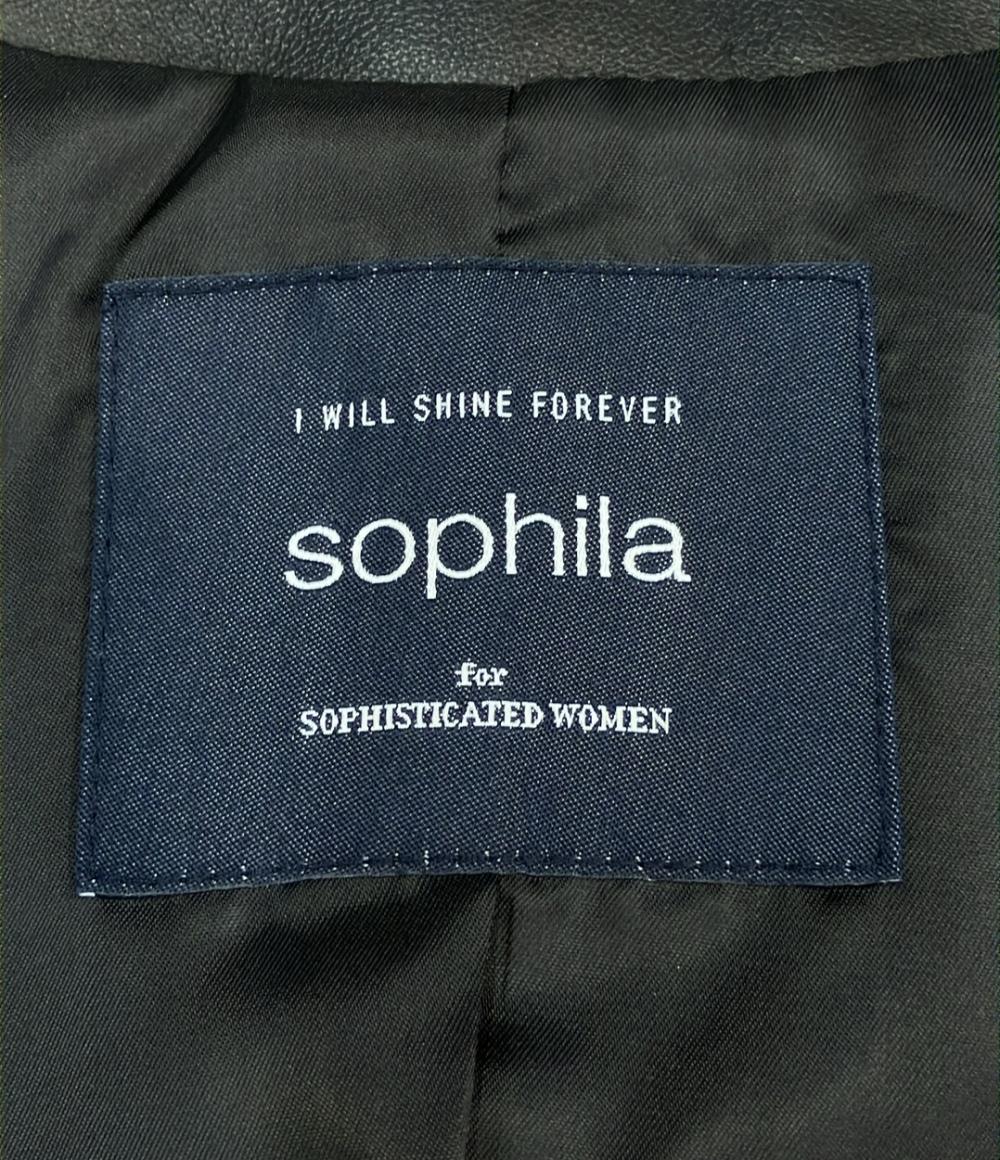 I WILL SHINE FOREVER
sophila
for
SOPHISTICATED WOMEN